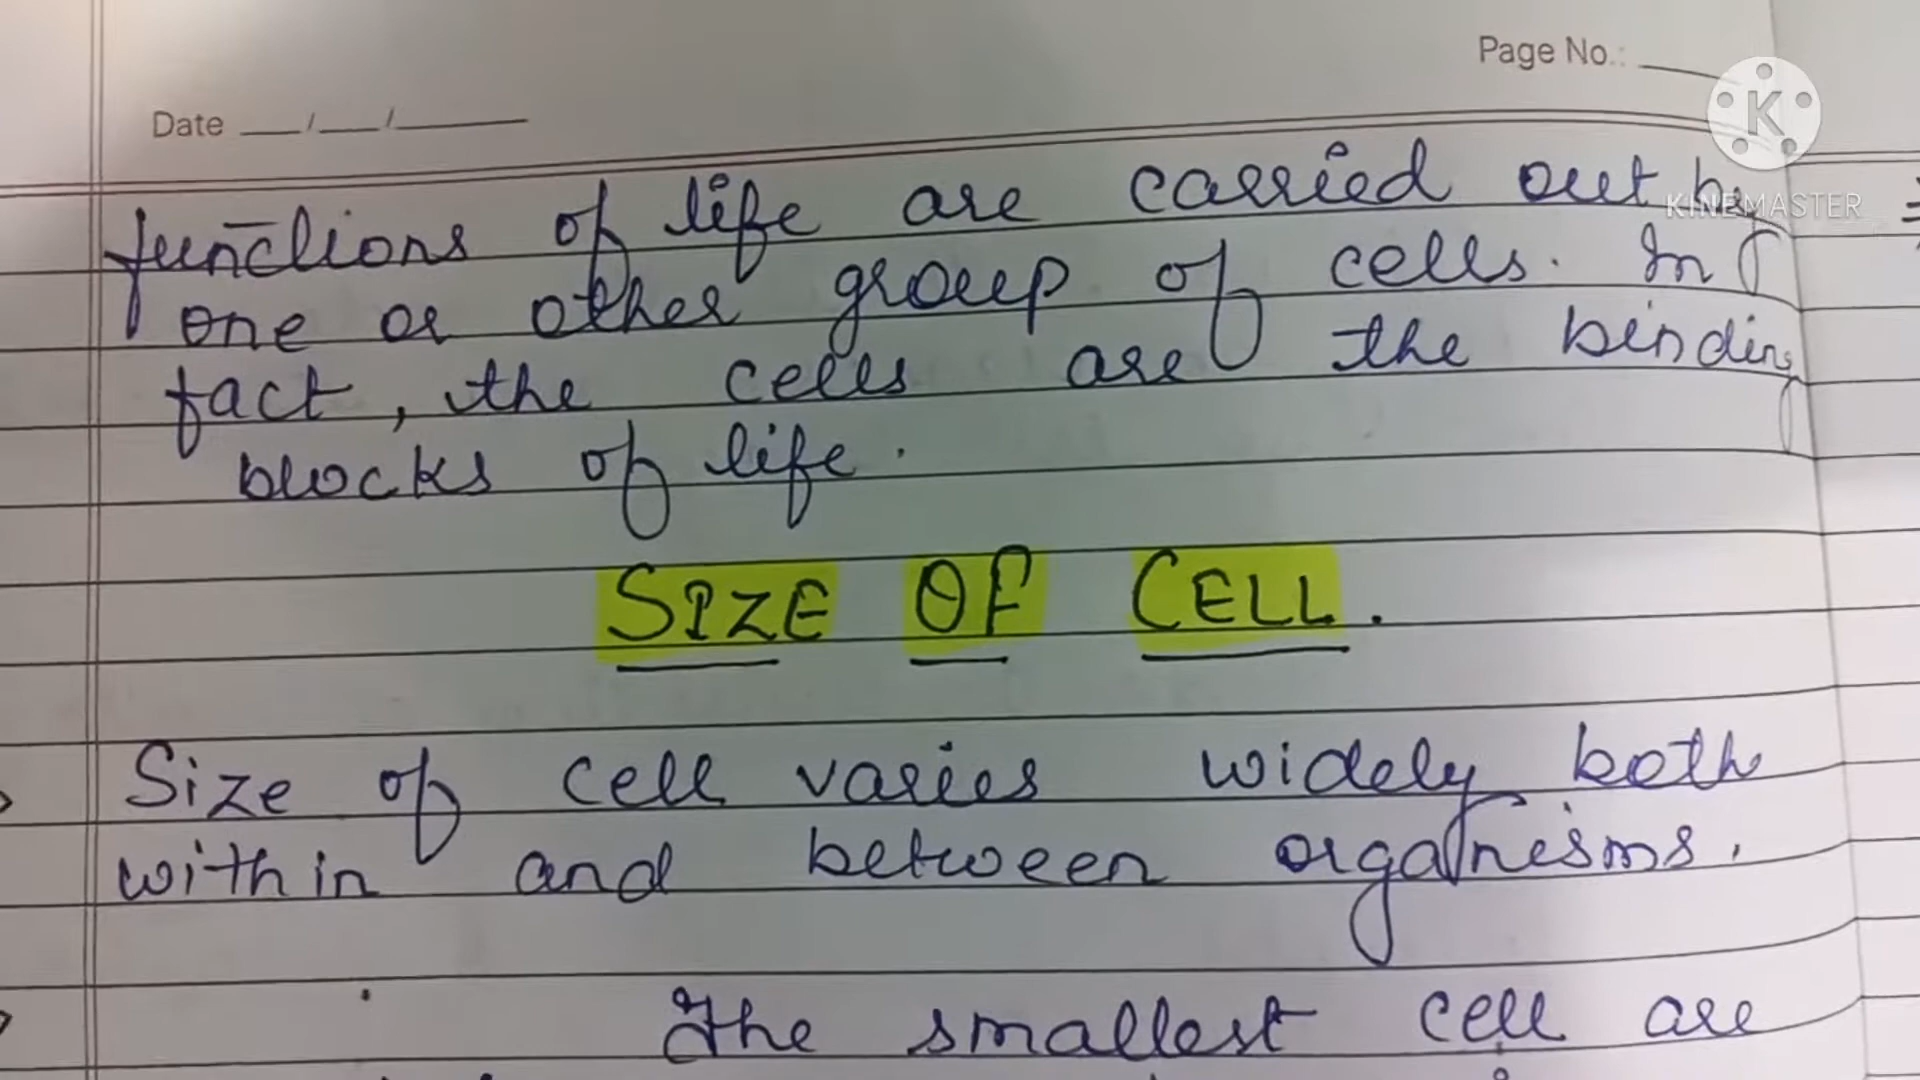 Page No.:
Date
K
KINEMASTER
functions of life are carried out by
one or other group of cells. In
fact, the cells are the binding
blocks of life.
SIZE OF CELL.
Size of cell varies widely both
within and between organisms.
The smallest cell are